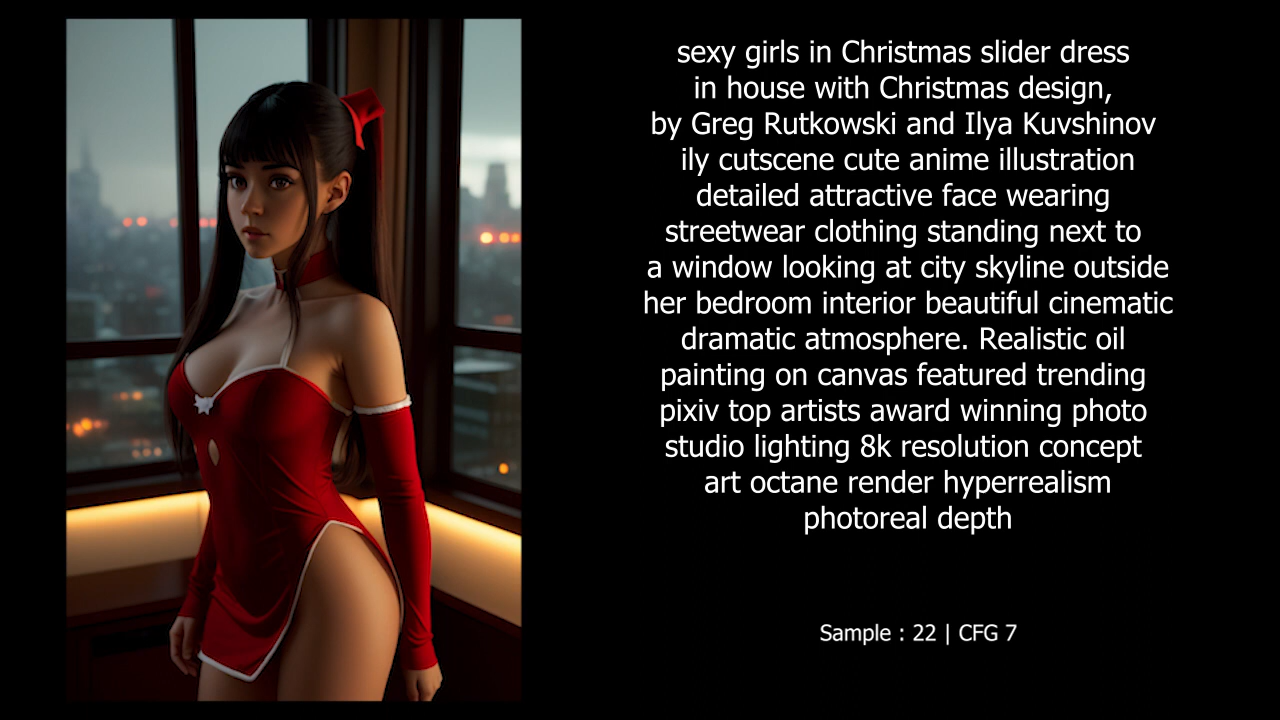 sexy girls in Christmas slider dress
in house with Christmas design,
by Greg Rutkowski and Ilya Kuvshinov
ily cutscene cute anime illustration
detailed attractive face wearing
streetwear clothing standing next to
a window looking at city skyline outside
her bedroom interior beautiful cinematic
dramatic atmosphere. Realistic oil
painting on canvas featured trending
pixiv top artists award winning photo
studio lighting 8k resolution concept
art octane render hyperrealism
photoreal depth
Sample : 22 | CFG 7